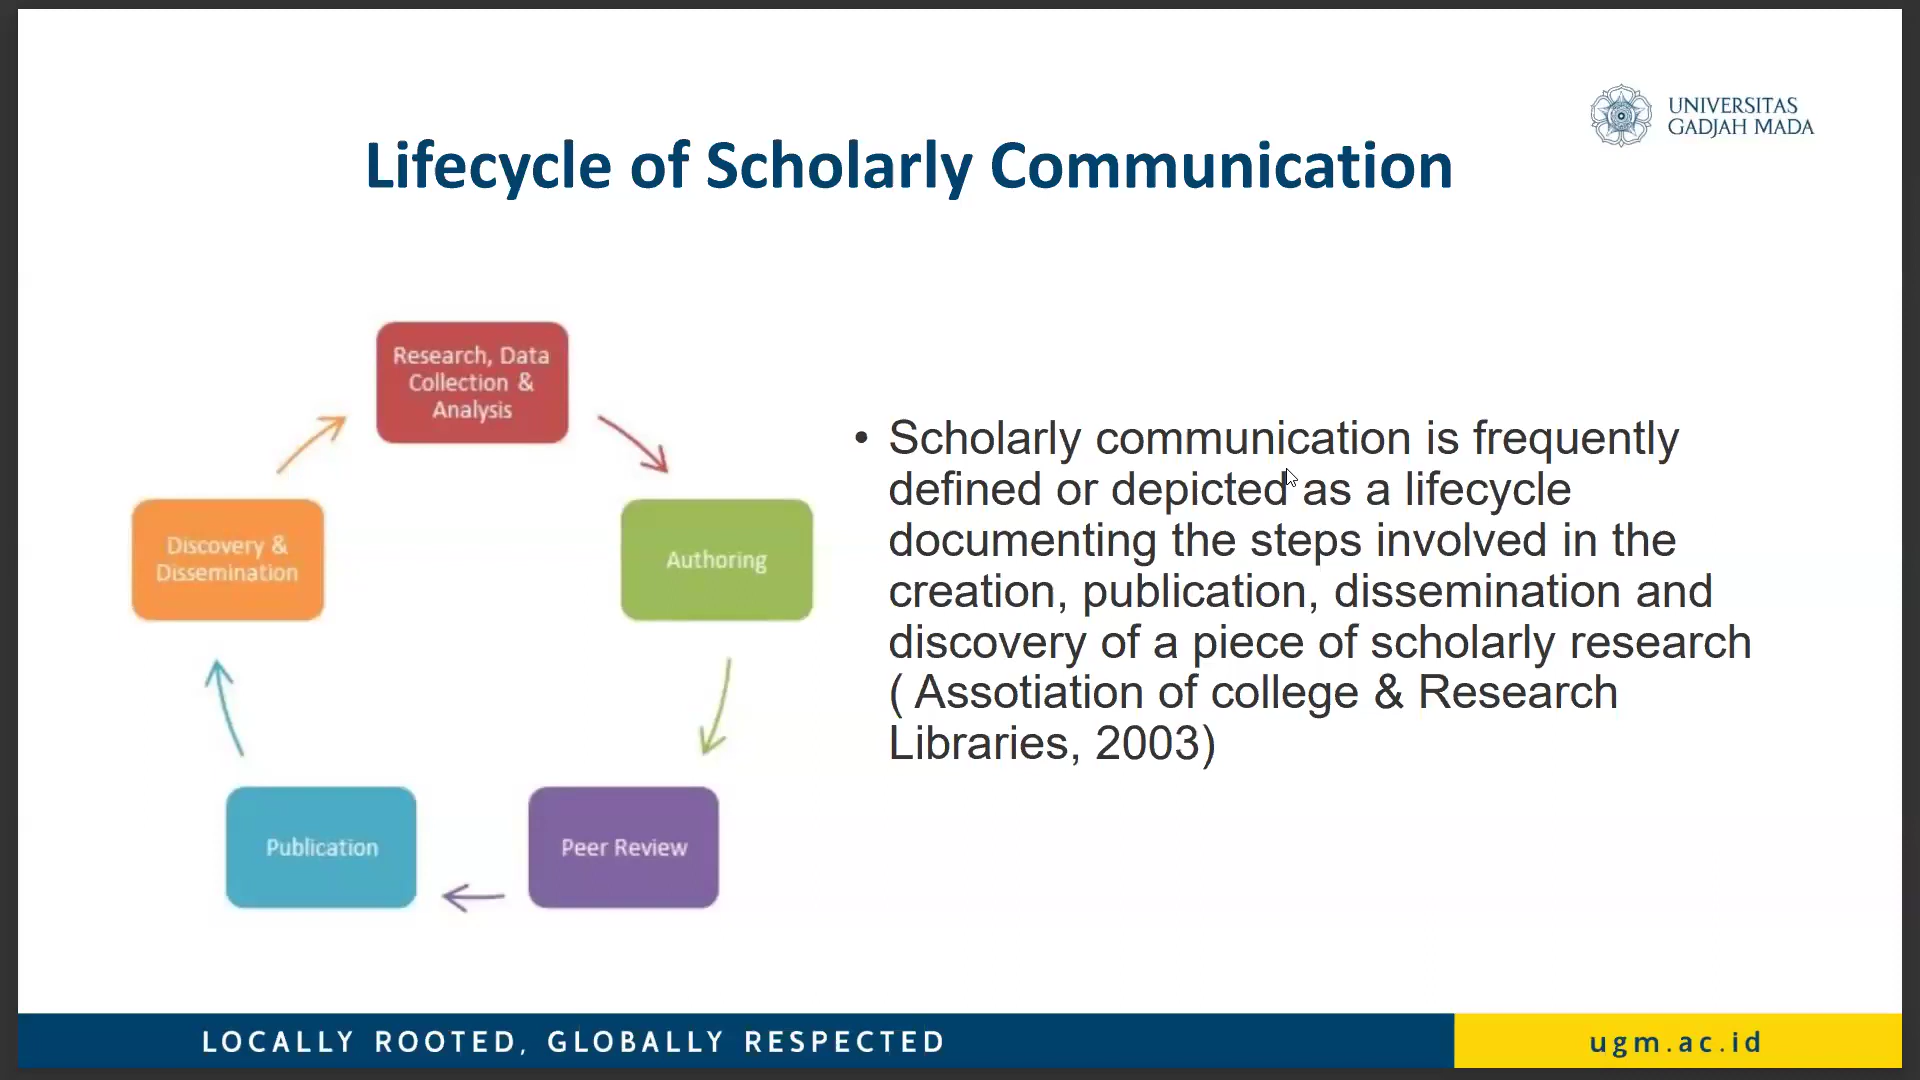 UNIVERSITAS
GADJAH MADA
Lifecycle of Scholarly Communication
Research, Data
Collection &
Analysis
Authoring
Peer Review
Publication
Discovery &
Dissemination
• Scholarly communication is frequently
defined or depicted as a lifecycle
documenting the steps involved in the
creation, publication, dissemination and
discovery of a piece of scholarly research
( Assotiation of college & Research
Libraries, 2003)
LOCALLY ROOTED, GLOBALLY RESPECTED
ugm.ac.id